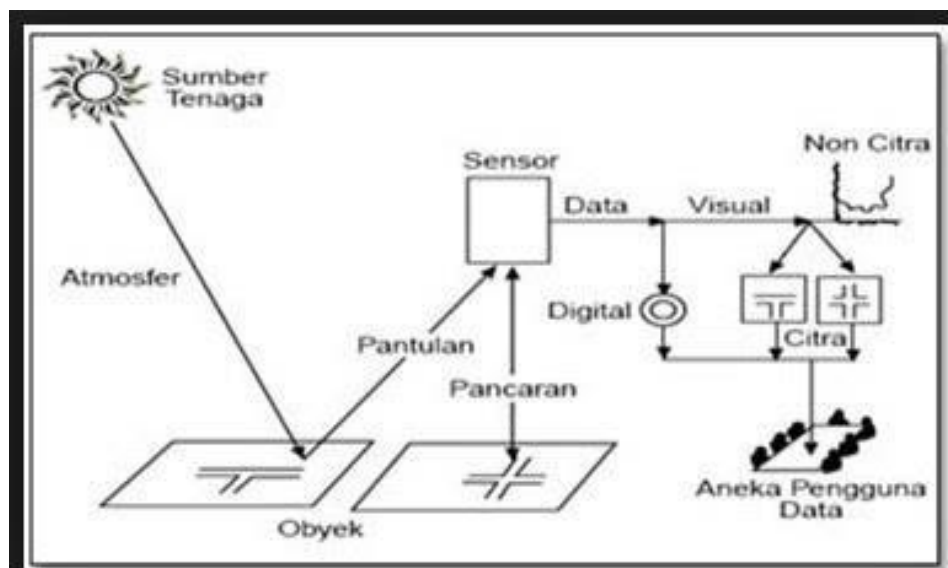 Sumber
Tenaga
Non Citra
Sensor
Data
Visual
Atmosfer
Digital
Citra
Pantulan
Pancaran
Aneka Pengguna
Data
Obyek